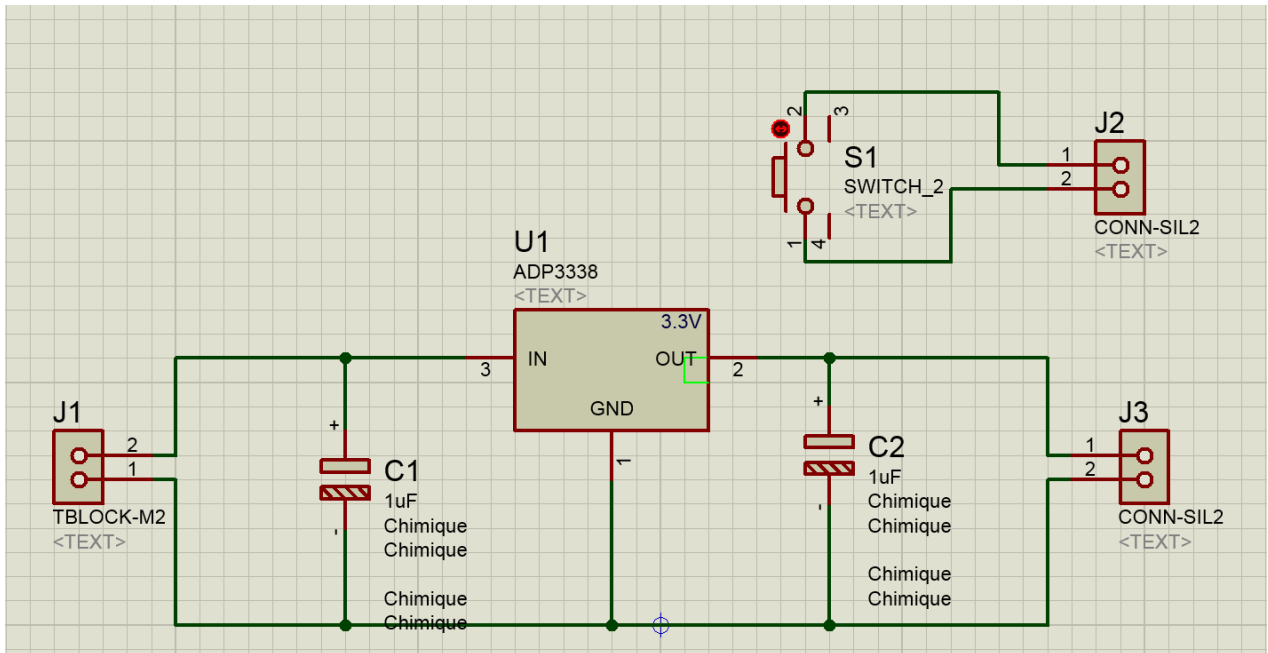 2
3
J2
S1
1
SWITCH_2
2
<TEXT>
CONN-SIL2
U1
1
4
<TEXT>
ADP3338
<TEXT>
3.3V
IN
OUT
3
2
GND
J1
+
+
J3
2
C2
1
1
1
C1
1uF
2
1uF
Chimique
TBLOCK-M2
-
CONN-SIL2
Chimique
Chimique
<TEXT>
-
Chimique
<TEXT>
Chimique
Chimique
Chimique
Chimique